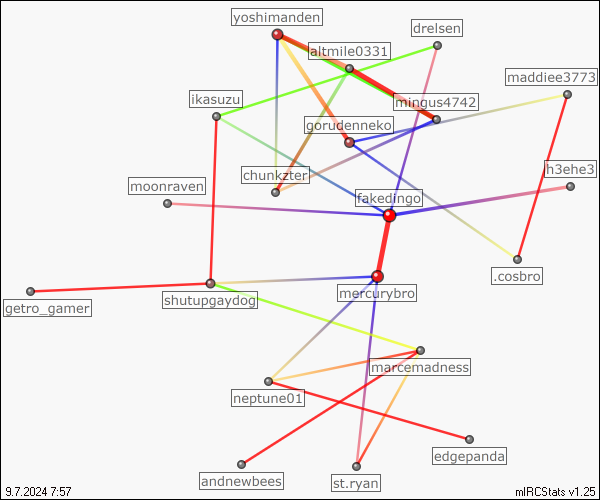 yoshimanden
drelsen
altmile0331
maddiee3773
ikasuzu
mingus4742
gorudenneko
h3ehe3
chunkzter
moonraven
fakedingo
.cosbro
mercurybro
shutupgaydog
getro_gamer
marcemadness
neptune01
edgepanda
andnewbees
st.ryan
9.7.2024 7:57
mIRCStats v1.25